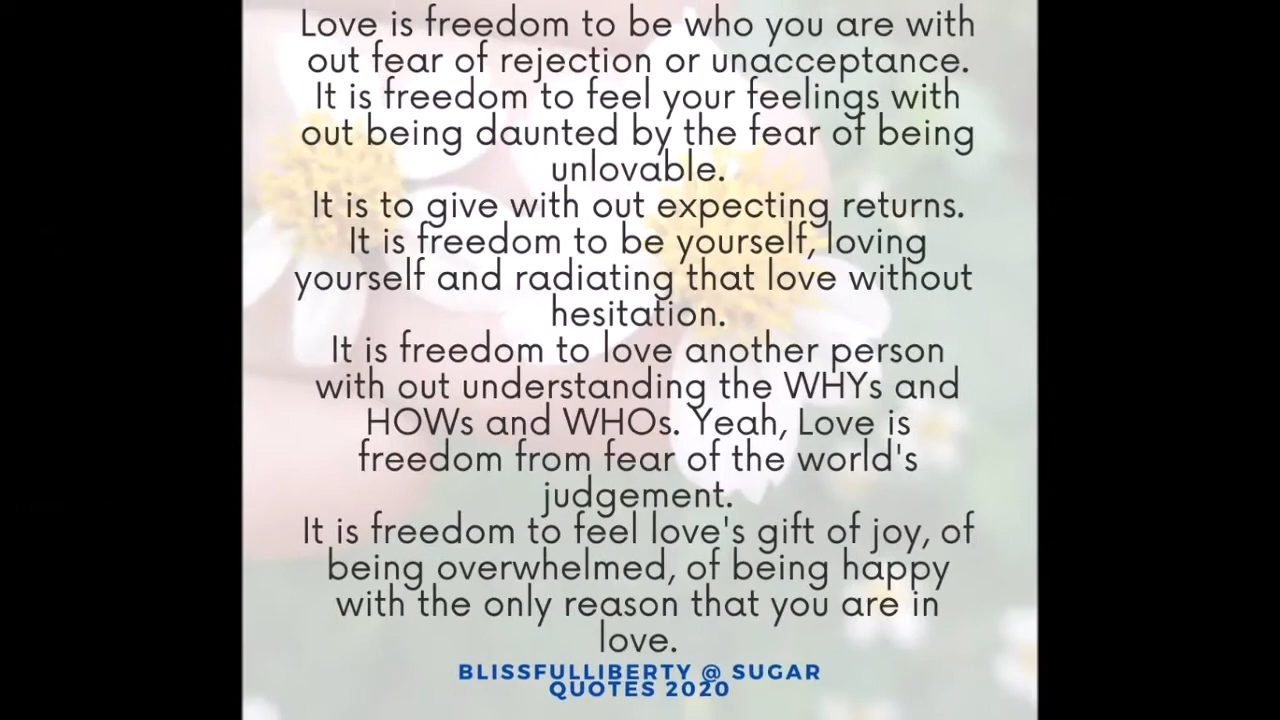 Love is freedom to be who you are with
out fear of rejection or unacceptance.
It is freedom to feel your feelings with
out being daunted by the fear of being
unlovable.
It is to give with out expecting returns.
It is freedom to be yourself, loving
yourself and radiating that love without
hesitation.
It is freedom to love another person
with out understanding the WHYs and
HOWs and WHOs. Yeah, Love is
freedom from fear of the world's
judgement.
It is freedom to feel love's gift of joy, of
being overwhelmed, of being happy
with the only reason that you are in
love.
BLISSFULLIBERTY @ SUGAR
QUOTES 2020